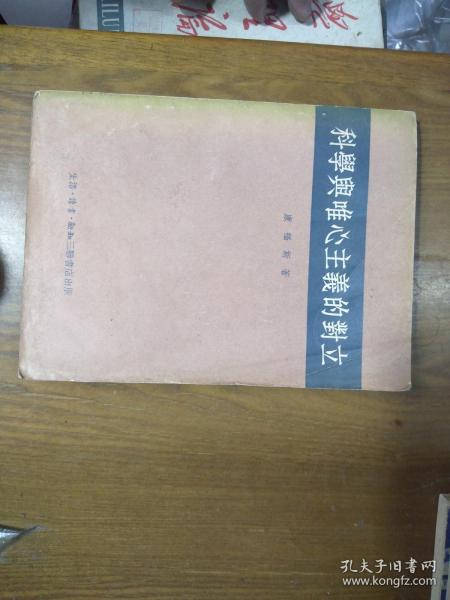 科學與唯心主義的對立
康福斯著
生活·讀書·新知三聯書店出版
孔夫子旧书网
www.kongfz.com